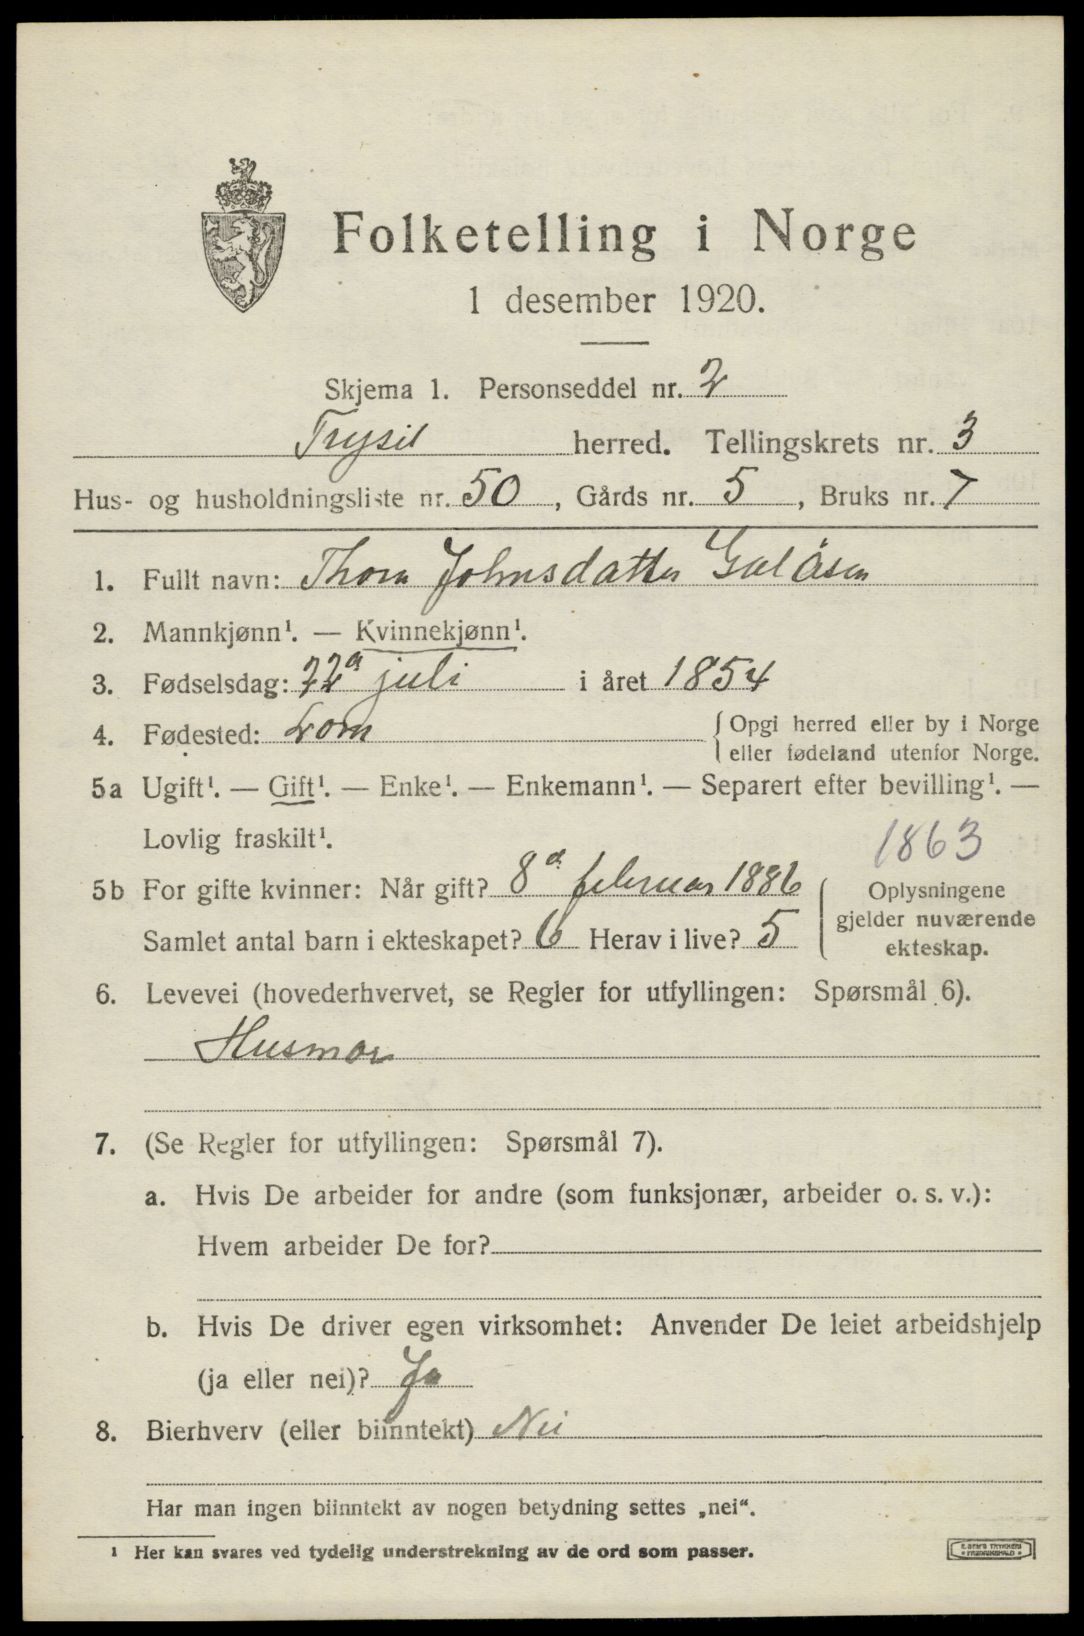 Folketelling i Norge
1 desember 1920.
Skjema 1. Personseddel nr. 2
Trysil herred. Tellingskrets nr. 3
Hus- og husholdningsliste nr. 50, Gårds nr. 5, Bruks nr. 7
1. Fullt navn: Thora Johnsdatter Galåsen
2. Mannkjønn¹. — Kvinnekjønn¹.
3. Fødselsdag: 22d juli i året 1854
4. Fødested: Lom {Opgi herred eller by i Norge
eller fødeland utenfor Norge.
5a Ugift¹. — Gift¹. — Enke¹. — Enkemann¹. — Separert efter bevilling¹. —
Lovlig fraskilt¹.
1863
5b For gifte kvinner: Når gift? 8d februar 1886
Samlet antal barn i ekteskapet? 6 Herav i live? 5
Oplysningene
gjelder nuværende
ekteskap.
6. Levevei (hovederhvervet, se Regler for utfyllingen: Spørsmål 6).
Husmor
7. (Se Regler for utfyllingen: Spørsmål 7).
a. Hvis De arbeider for andre (som funksjonær, arbeider o. s. v.):
Hvem arbeider De for?
b. Hvis De driver egen virksomhet: Anvender De leiet arbeidshjelp
(ja eller nei)? Ja
8. Bierhverv (eller biinntekt) Nei
Har man ingen biinntekt av nogen betydning settes „nei“.
¹ Her kan svares ved tydelig understrekning av de ord som passer.